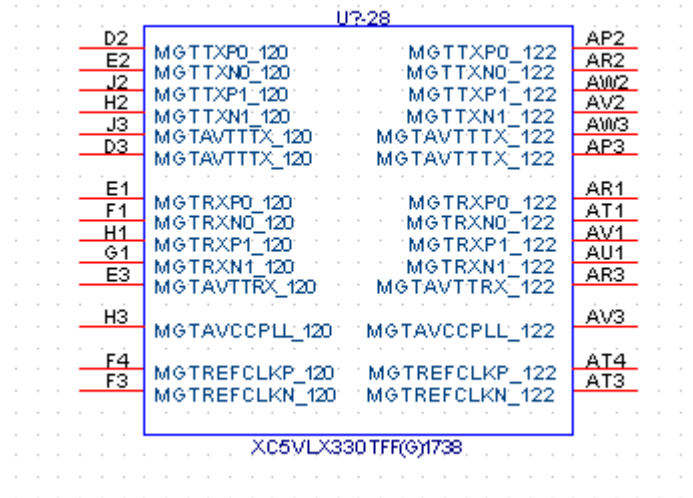 U?-28
D2 MGTTXP0_120 MGTTXP0_122 AP2
E2 MGTTXN0_120 MGTTXN0_122 AR2
J2 MGTTXP1_120 MGTTXP1_122 AW2
H2 MGTTXN1_120 MGTTXN1_122 AV2
J3 MGTAVTTTX_120 MGTAVTTTX_122 AW3
D3 MGTAVTTTX_120 MGTAVTTTX_122 AP3
E1 MGTRXP0_120 MGTRXP0_122 AR1
F1 MGTRXN0_120 MGTRXN0_122 AT1
H1 MGTRXP1_120 MGTRXP1_122 AV1
G1 MGTRXN1_120 MGTRXN1_122 AU1
E3 MGTAVTTRX_120 MGTAVTTRX_122 AR3
H3 MGTAVCCPLL_120 MGTAVCCPLL_122 AV3
F4 MGTREFCLKP_120 MGTREFCLKP_122 AT4
F3 MGTREFCLKN_120 MGTREFCLKN_122 AT3
XC5VLX330TFF(G)1738